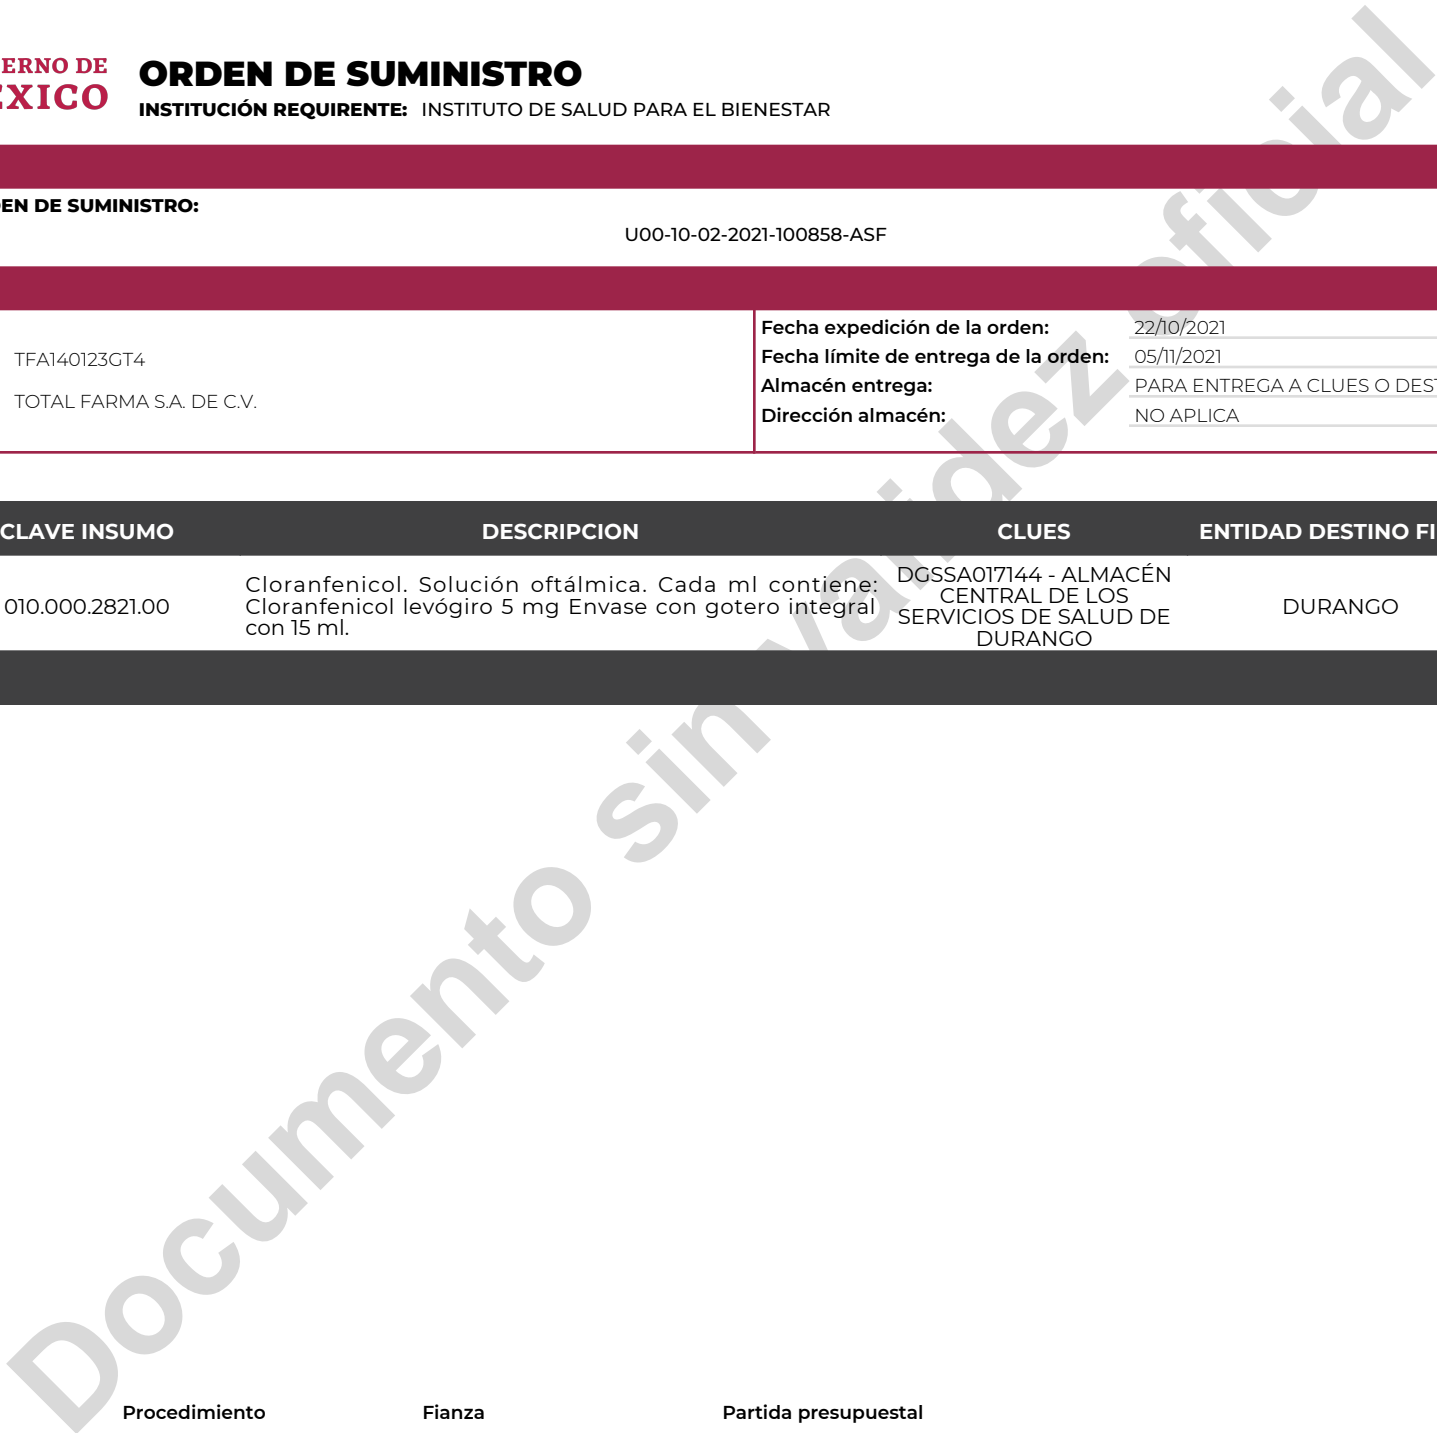 ERNO DE
EXICO
ORDEN DE SUMINISTRO
INSTITUCIÓN REQUIRENTE: INSTITUTO DE SALUD PARA EL BIENESTAR
EN DE SUMINISTRO:
U00-10-02-2021-100858-ASF
TFA140123GT4
TOTAL FARMA S.A. DE C.V.
Fecha expedición de la orden: 22/10/2021
Fecha límite de entrega de la orden: 05/11/2021
Almacén entrega: PARA ENTREGA A CLUES O DEST
Dirección almacén: NO APLICA
CLAVE INSUMO DESCRIPCION CLUES ENTIDAD DESTINO FI
010.000.2821.00
Cloranfenicol. Solución oftálmica. Cada ml contiene:
Cloranfenicol levógiro 5 mg Envase con gotero integral
con 15 ml.
DGSSA017144 - ALMACÉN
CENTRAL DE LOS
SERVICIOS DE SALUD DE
DURANGO
DURANGO
Documento sin validez oficial
Procedimiento Fianza Partida presupuestal